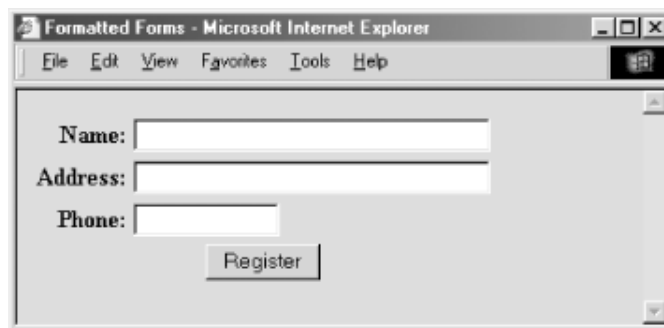 Formatted Forms - Microsoft Internet Explorer
File Edit View Favorites Tools Help
Name:
Address:
Phone:
Register